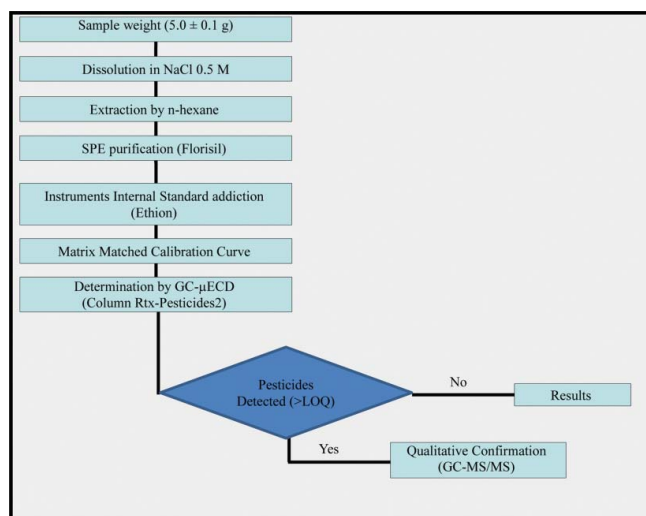 Sample weight (5.0 ± 0.1 g)
Dissolution in NaCl 0.5 M
Extraction by n-hexane
SPE purification (Florisil)
Instruments Internal Standard addiction
(Ethion)
Matrix Matched Calibration Curve
Determination by GC-μECD
(Column Rtx-Pesticides2)
Pesticides
Detected (>LOQ)
No
Results
Yes
Qualitative Confirmation
(GC-MS/MS)